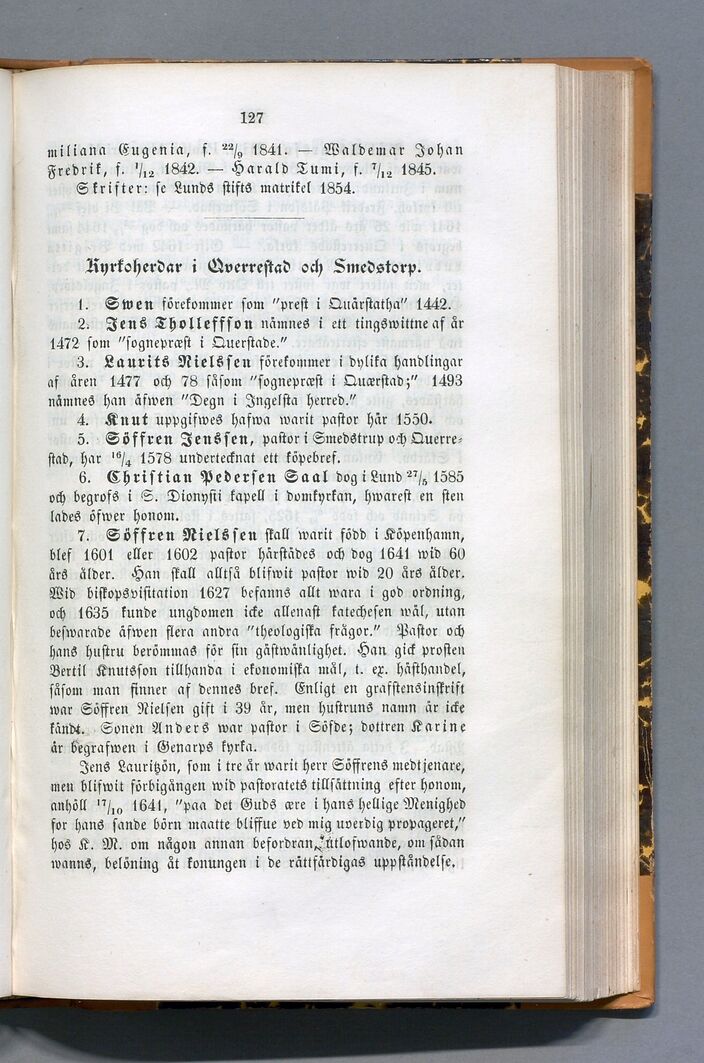 127
miliana Eugenia, f. 22/9 1841. — Waldemar Johan
Fredrik, f. 1/12 1842. — Harald Tumi, f. 7/12 1845.
Skrifter: se Lunds stifts matrikel 1854.
Kyrkoherdar i Qverrestad och Smedstorp.
1. Swen förekommer som "prest i Quärstatha" 1442.
2. Jens Tholleffson nämnes i ett tingswittne af år
1472 som "sognepræst i Querstade."
3. Laurits Nielssen förekommer i dylika handlingar
af åren 1477 och 78 såsom "sognepræst i Quærstad;" 1493
nämnes han äfwen "Degn i Ingelsta herred."
4. Knut uppgifwes hafwa warit pastor här 1550.
5. Söffren Jenssen, pastor i Smedstrup och Querre-
stad, har 16/4 1578 undertecknat ett köpebref.
6. Christian Pedersen Saal dog i Lund 27/5 1585
och begrofs i S. Dionysii kapell i domkyrkan, hwarest en sten
lades öfwer honom.
7. Söffren Nielssen skall warit född i Köpenhamn,
blef 1601 eller 1602 pastor härstädes och dog 1641 wid 60
års ålder. Han skall alltså blifwit pastor wid 20 års ålder.
Wid biskopsvisitation 1627 befanns allt wara i god ordning,
och 1635 kunde ungdomen icke allenast katechesen wäl, utan
beswarade äfwen flera andra "theologiska frågor." Pastor och
hans hustru berömmas för sin gästwänlighet. Han gick prosten
Bertil Knutsson tillhanda i ekonomiska mål, t. ex. hästhandel,
såsom man finner af dennes bref. Enligt en grafstensinskrift
war Söffren Nielsen gift i 39 år, men hustruns namn är icke
kändt. Sonen Anders war pastor i Sösde; dottren Karine
är begrafwen i Genarps kyrka.
Jens Lauritzön, som i tre år warit herr Söffrens medtjenare,
men blifwit förbigången wid pastoratets tillsättning efter honom,
anhöll 17/10 1641, "paa det Guds ære i hans hellige Menighed
for hans sande börn maatte bliffue ved mig uverdig propageret,"
hos K. M. om någon annan befordran, utlofwande, om sådan
wanns, belöning åt konungen i de rättfärdigas uppståndelse.